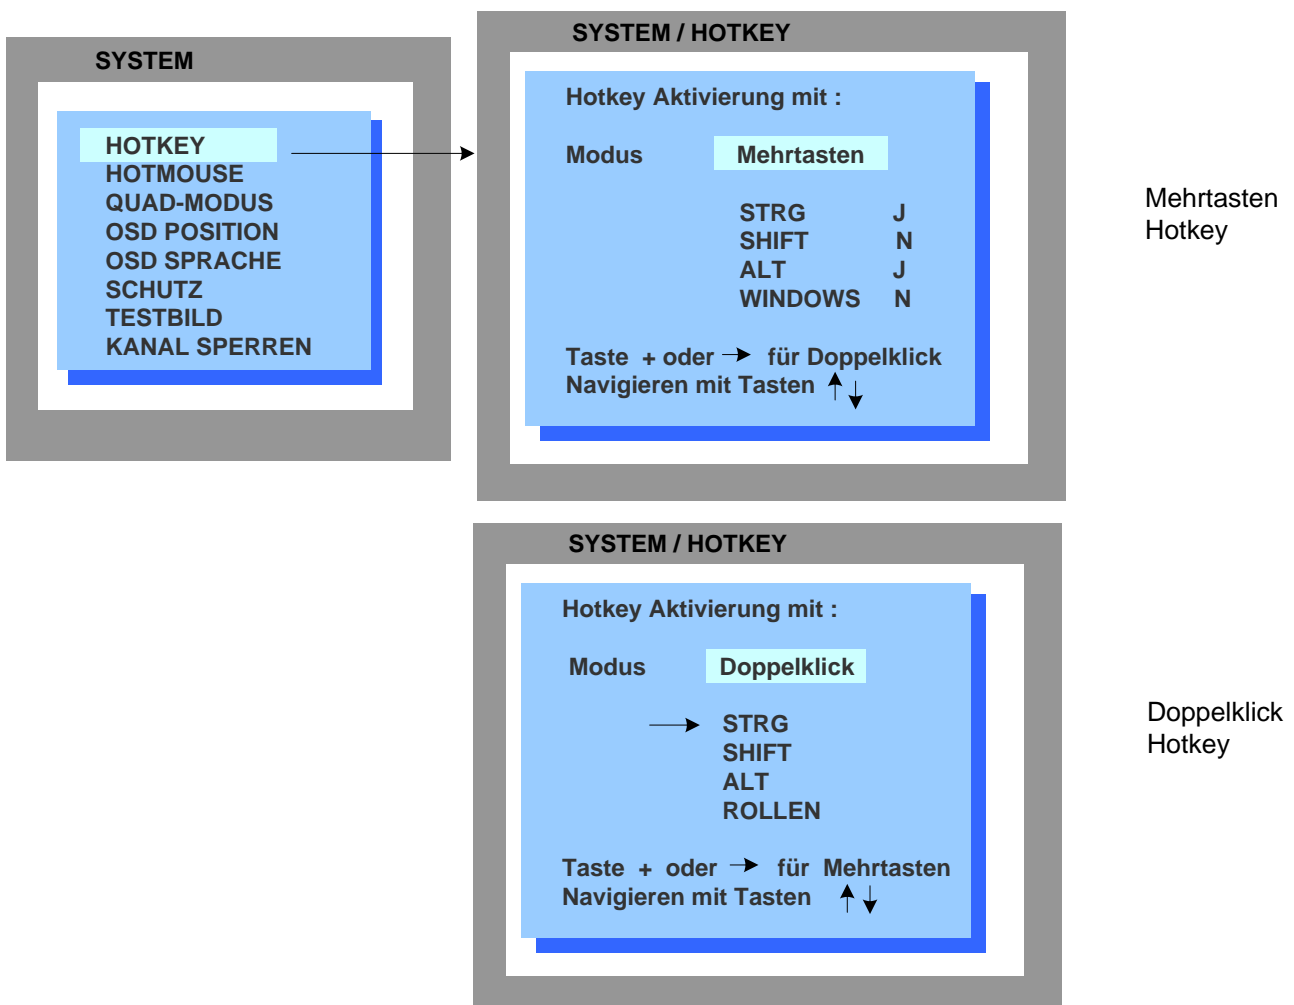 SYSTEM
HOTKEY
HOTMOUSE
QUAD-MODUS
OSD POSITION
OSD SPRACHE
SCHUTZ
TESTBILD
KANAL SPERREN
SYSTEM / HOTKEY
Hotkey Aktivierung mit :
Modus Mehrtasten
STRG J
SHIFT N
ALT J
WINDOWS N
Taste + oder → für Doppelklick
Navigieren mit Tasten ↑ ↓
Mehrtasten
Hotkey
SYSTEM / HOTKEY
Hotkey Aktivierung mit :
Modus Doppelklick
→ STRG
SHIFT
ALT
ROLLEN
Taste + oder → für Mehrtasten
Navigieren mit Tasten ↑ ↓
Doppelklick
Hotkey